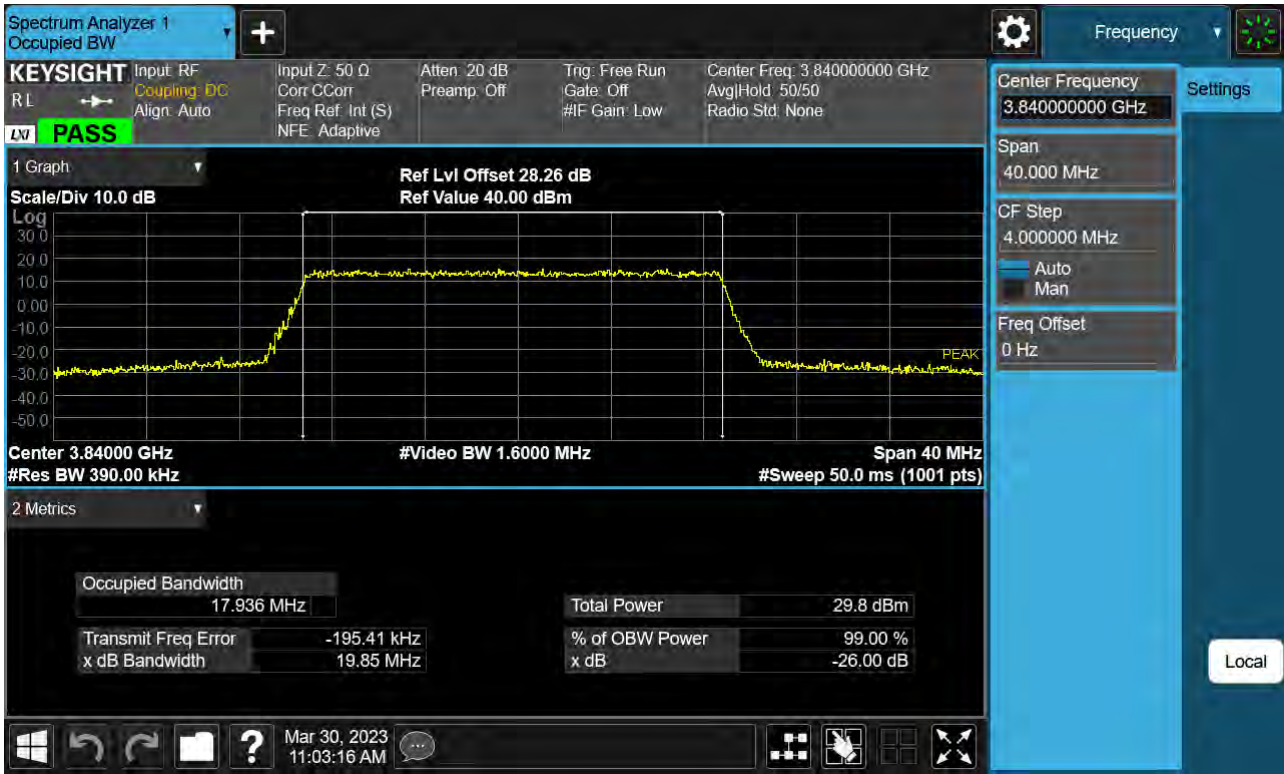 Spectrum Analyzer 1
Occupied BW
+
Frequency
KEYSIGHT
RL
LXI
PASS
Input: RF
Coupling: DC
Align: Auto
Input Z: 50 Ω
Corr CCorr
Freq Ref: Int (S)
NFE: Adaptive
Atten: 20 dB
Preamp: Off
Trig: Free Run
Gate: Off
#IF Gain: Low
Center Freq: 3.840000000 GHz
Avg|Hold: 50/50
Radio Std: None
Center Frequency
3.840000000 GHz
Settings
Span
40.000 MHz
CF Step
4.000000 MHz
Auto
Man
Freq Offset
0 Hz
Local
1 Graph
Scale/Div 10.0 dB
Ref Lvl Offset 28.26 dB
Ref Value 40.00 dBm
Log
30.0
20.0
10.0
0.00
-10.0
-20.0
-30.0
-40.0
-50.0
PEAK
Center 3.84000 GHz
#Video BW 1.6000 MHz
Span 40 MHz
#Res BW 390.00 kHz
#Sweep 50.0 ms (1001 pts)
2 Metrics
Occupied Bandwidth
17.936 MHz
Transmit Freq Error -195.41 kHz
x dB Bandwidth 19.85 MHz
Total Power 29.8 dBm
% of OBW Power 99.00 %
x dB -26.00 dB
?
Mar 30, 2023
11:03:16 AM